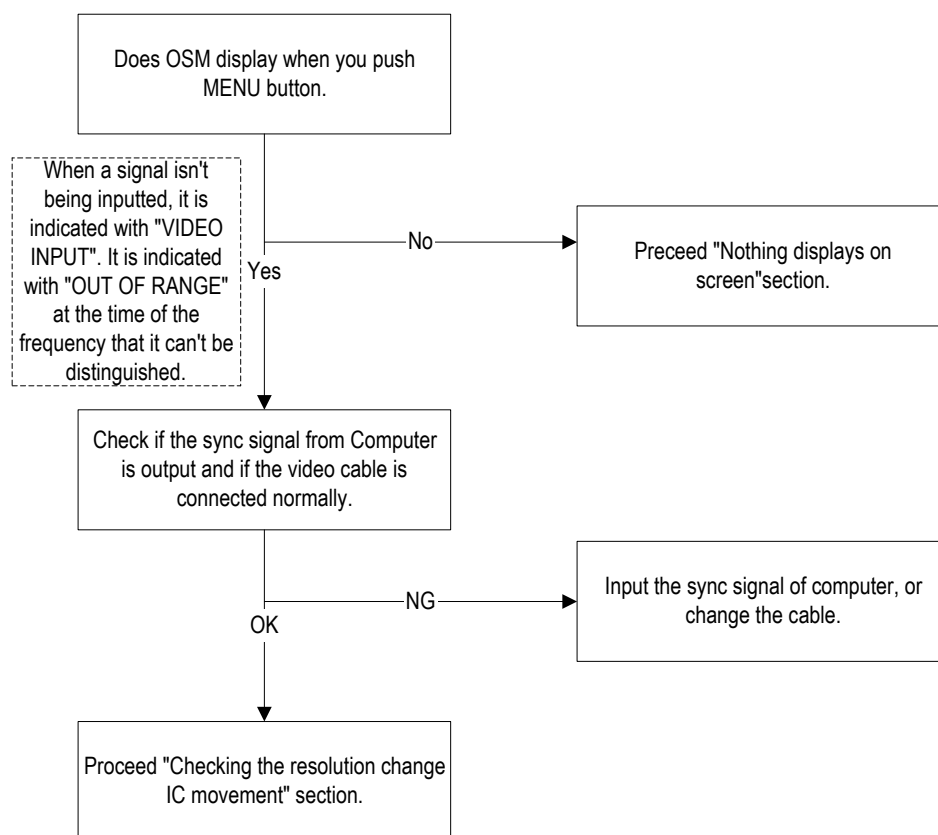 Does OSM display when you push
MENU button.
When a signal isn't
being inputted, it is
indicated with "VIDEO
INPUT". It is indicated
with "OUT OF RANGE"
at the time of the
frequency that it can't be
distinguished.
No
Yes
Preceed "Nothing displays on
screen"section.
Check if the sync signal from Computer
is output and if the video cable is
connected normally.
NG
OK
Input the sync signal of computer, or
change the cable.
Proceed "Checking the resolution change
IC movement" section.